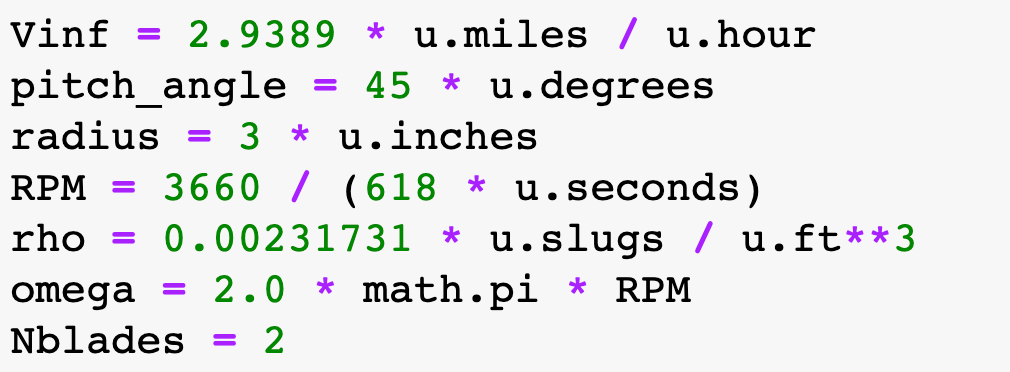 Vinf = 2.9389 * u.miles / u.hour
pitch_angle = 45 * u.degrees
radius = 3 * u.inches
RPM = 3660 / (618 * u.seconds)
rho = 0.00231731 * u.slugs / u.ft**3
omega = 2.0 * math.pi * RPM
Nblades = 2